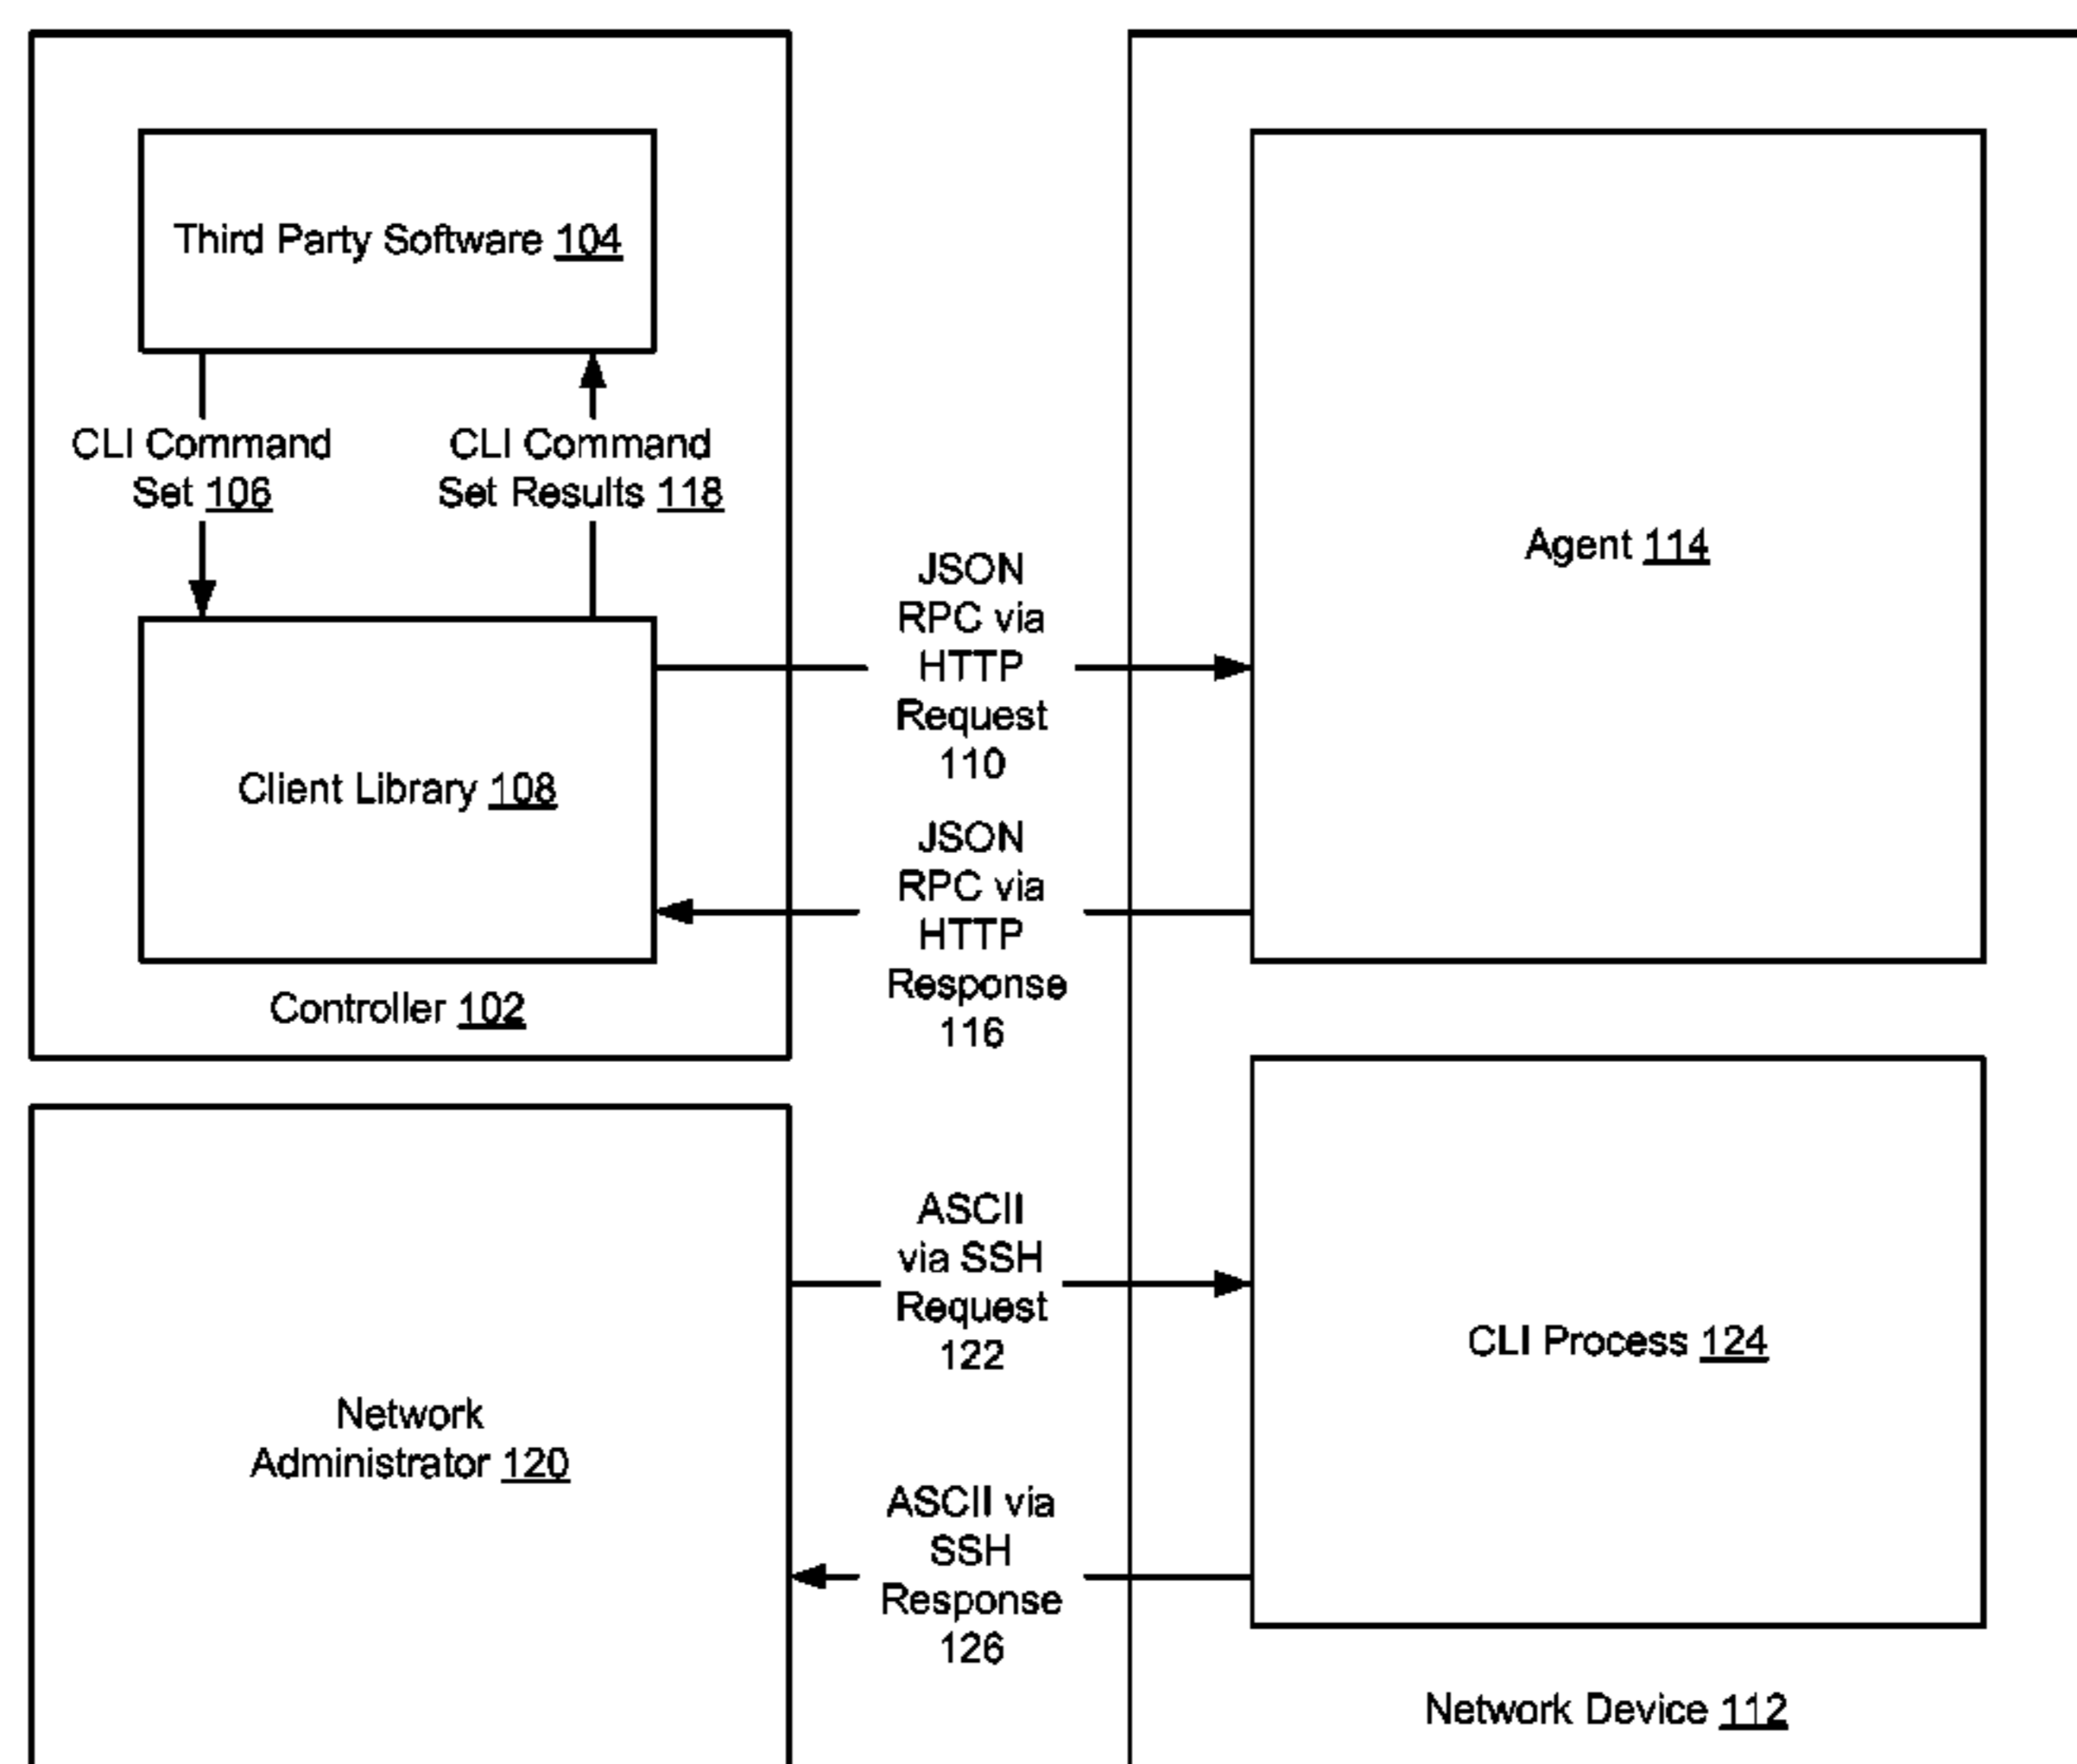 Third Party Software 104
CLI Command
Set 106
CLI Command
Set Results 118
Client Library 108
Controller 102
JSON
RPC via
HTTP
Request
110
JSON
RPC via
HTTP
Response
116
Agent 114
Network
Administrator 120
ASCII
via SSH
Request
122
ASCII via
SSH
Response
126
CLI Process 124
Network Device 112